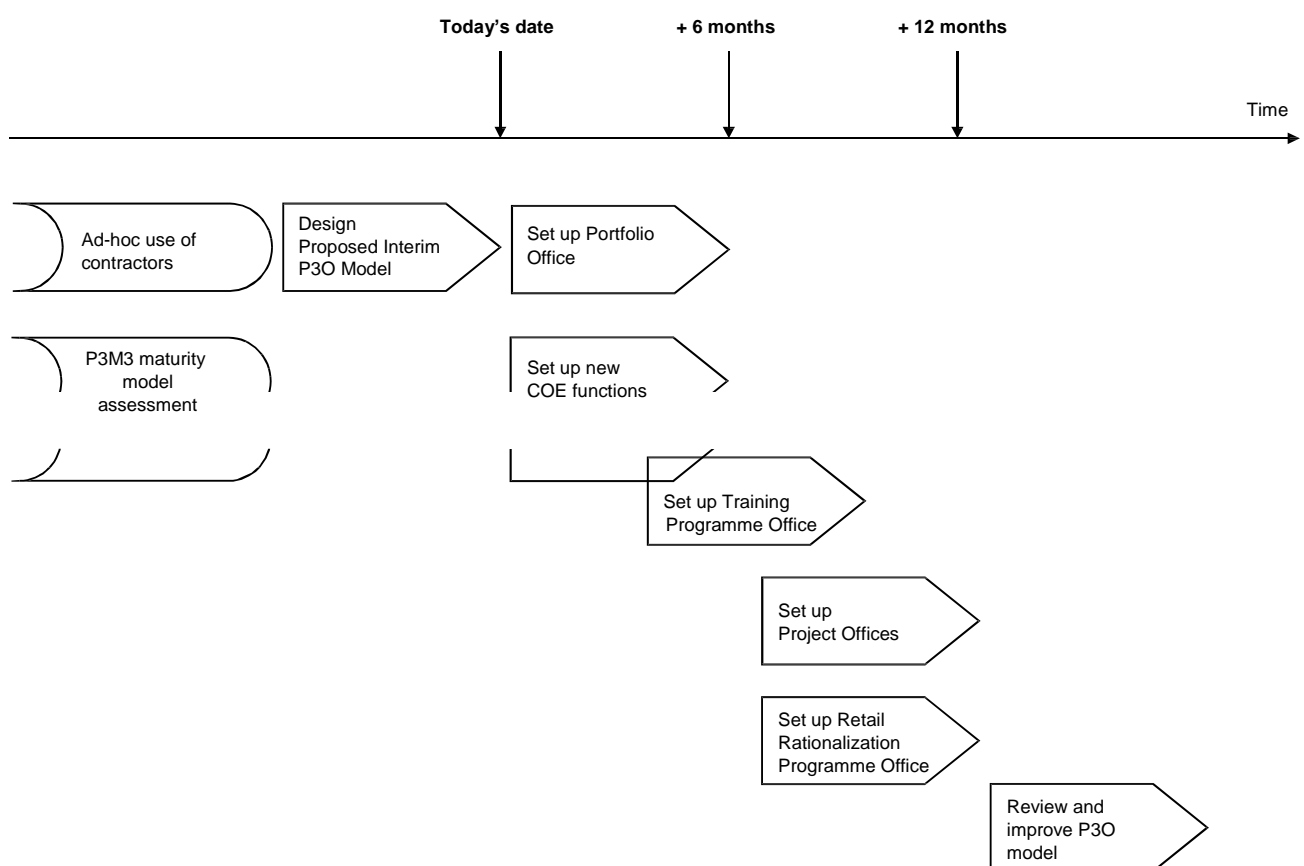 Today's date
+ 6 months
+ 12 months
Time
Ad-hoc use of
contractors
Design
Proposed Interim
P3O Model
Set up Portfolio
Office
P3M3 maturity
model
assessment
Set up new
COE functions
Set up Training
Programme Office
Set up
Project Offices
Set up Retail
Rationalization
Programme Office
Review and
improve P3O
model